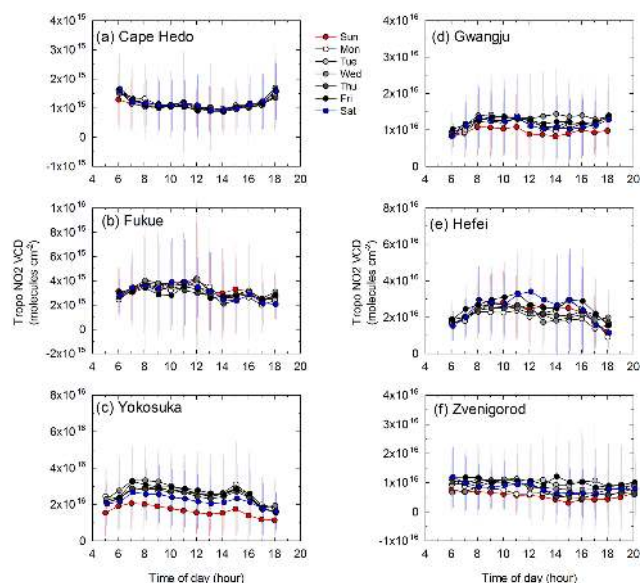 (a) Cape Hedo
Sun
Mon
Tue
Wed
Thu
Fri
Sat
4x10 15
3x10 15
2x10 15
1x10 15
0
-1x10 15
4 6 8 10 12 14 16 18 20
(d) Gwangju
4x10 16
3x10 16
2x10 16
1x10 16
0
4 6 8 10 12 14 16 18 20
(b) Fukue
Tropo NO2 VCD
(molecules cm-2)
1x10 16
8x10 15
6x10 15
4x10 15
2x10 15
0
-2x10 15
4 6 8 10 12 14 16 18 20
(e) Hefei
Tropo NO2 VCD
(molecules cm-2)
8x10 16
6x10 16
4x10 16
2x10 16
0
4 6 8 10 12 14 16 18 20
(c) Yokosuka
8x10 16
6x10 16
4x10 16
2x10 16
0
4 6 8 10 12 14 16 18 20
Time of day (hour)
(f) Zvenigorod
4x10 16
3x10 16
2x10 16
1x10 16
0
-1x10 16
4 6 8 10 12 14 16 18 20
Time of day (hour)